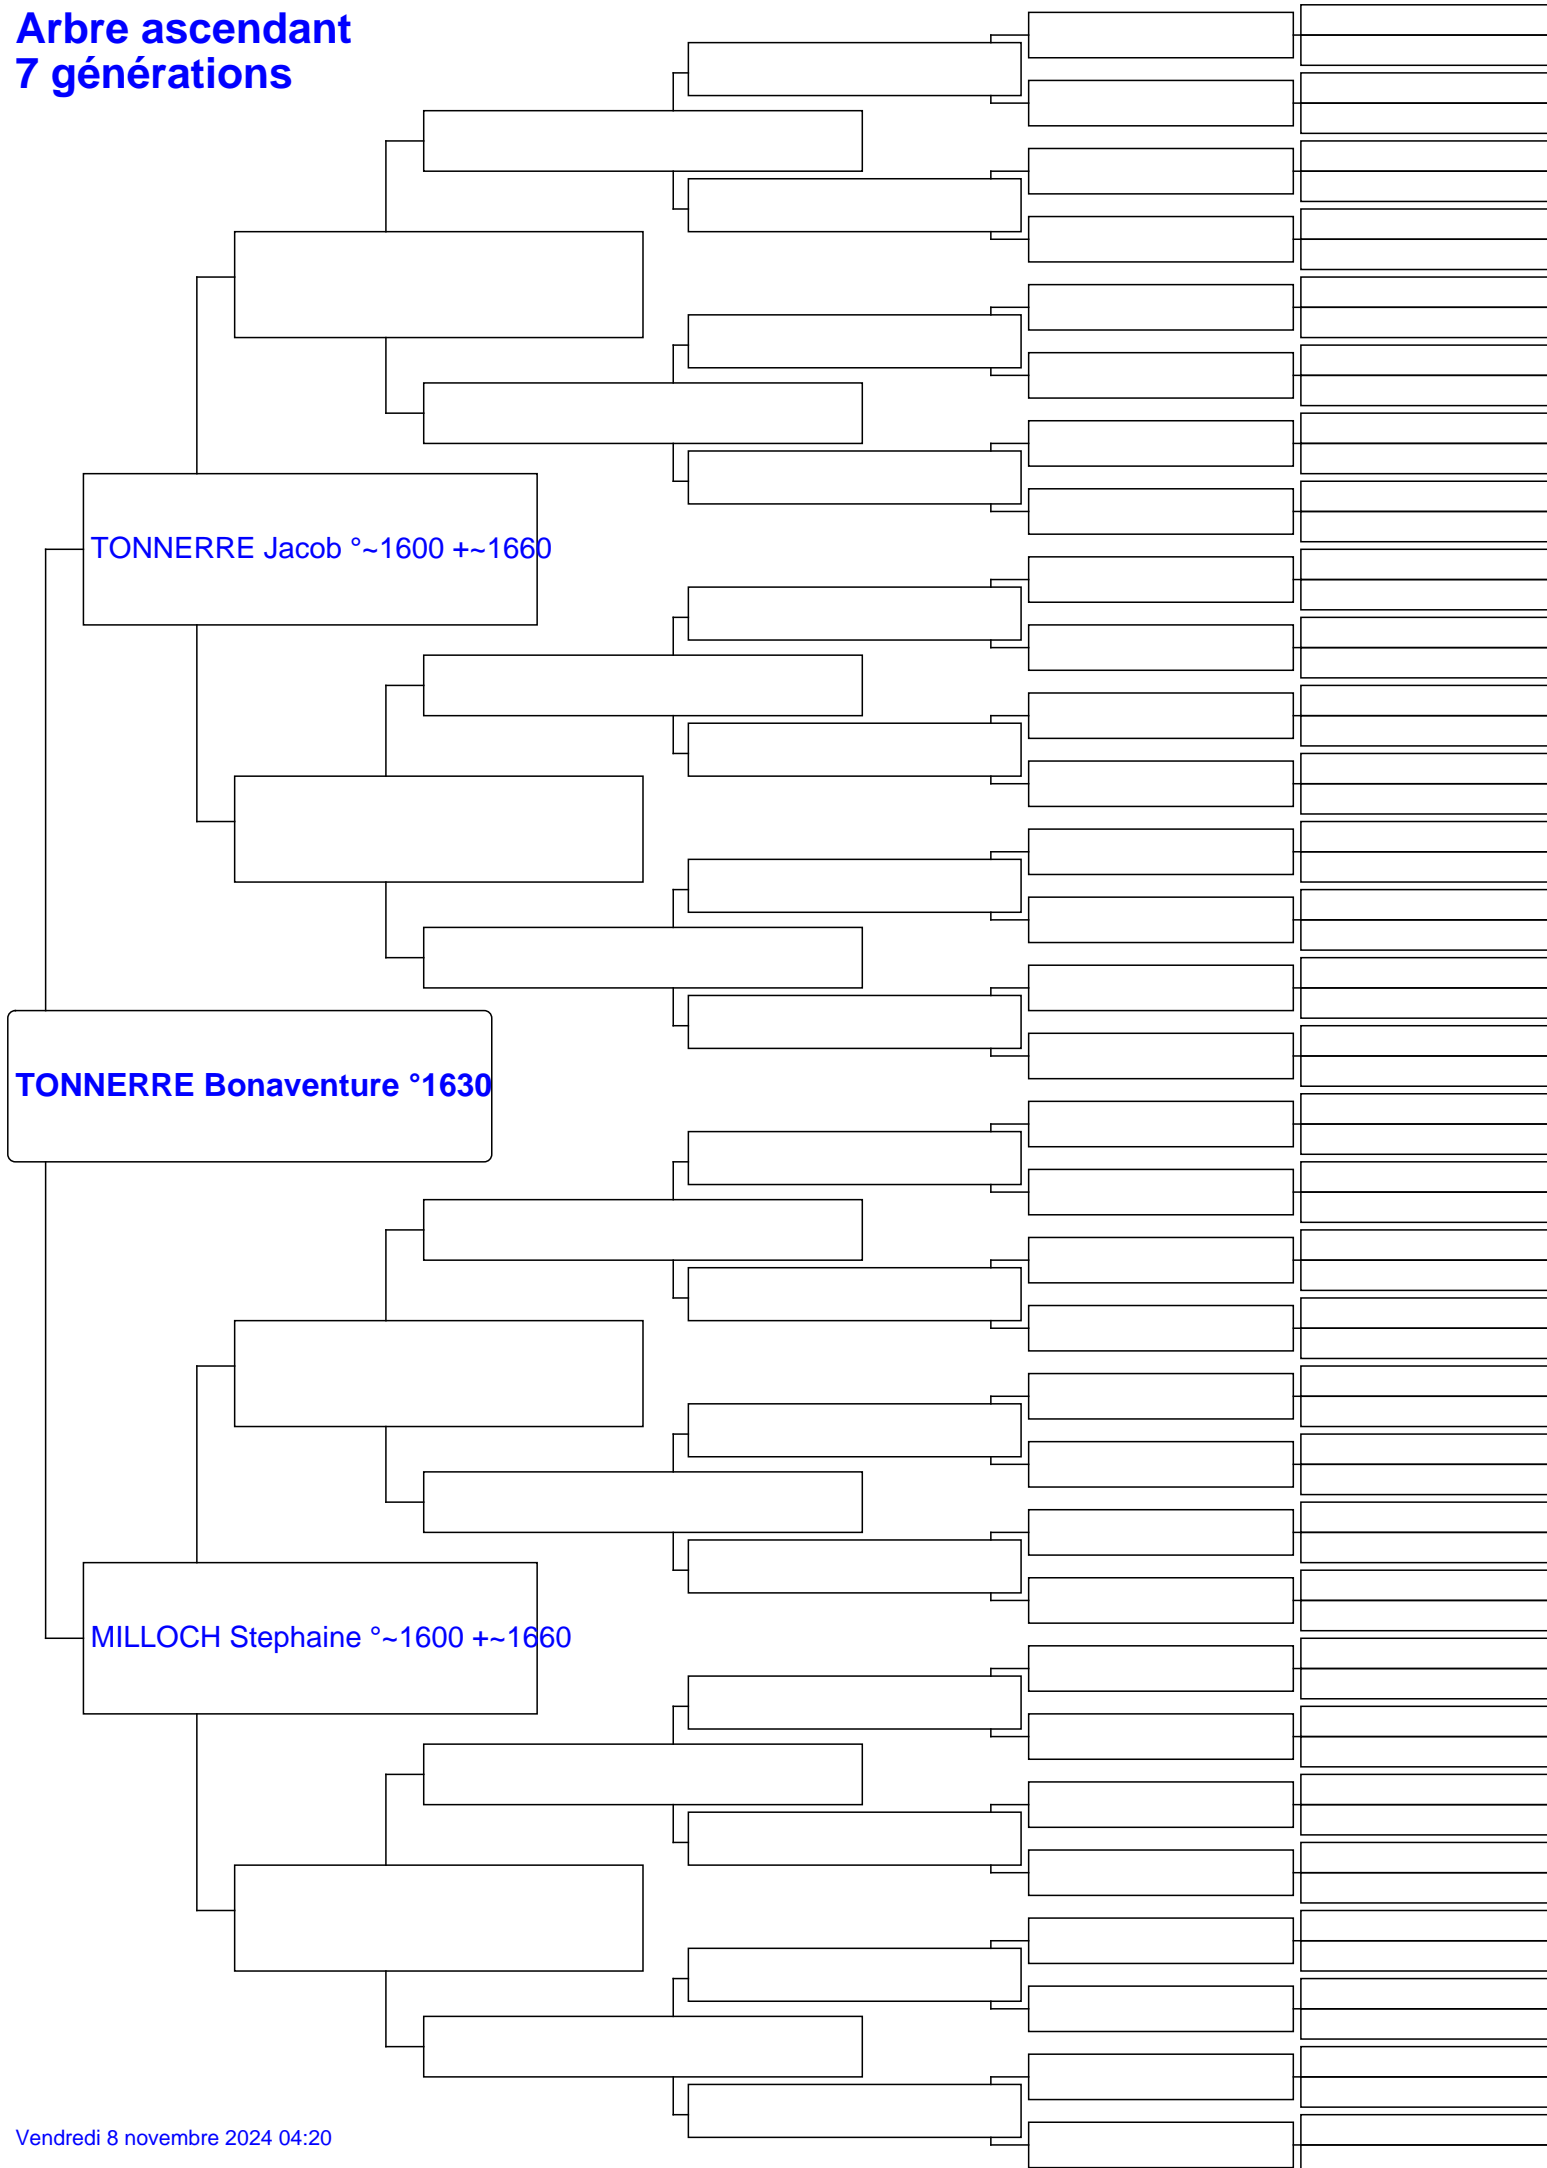 Arbre ascendant
7 générations
TONNERRE Jacob °~1600 +~1660
TONNERRE Bonaventure °1630
MILLOCH Stephaine °~1600 +~1660
Vendredi 8 novembre 2024 04:20